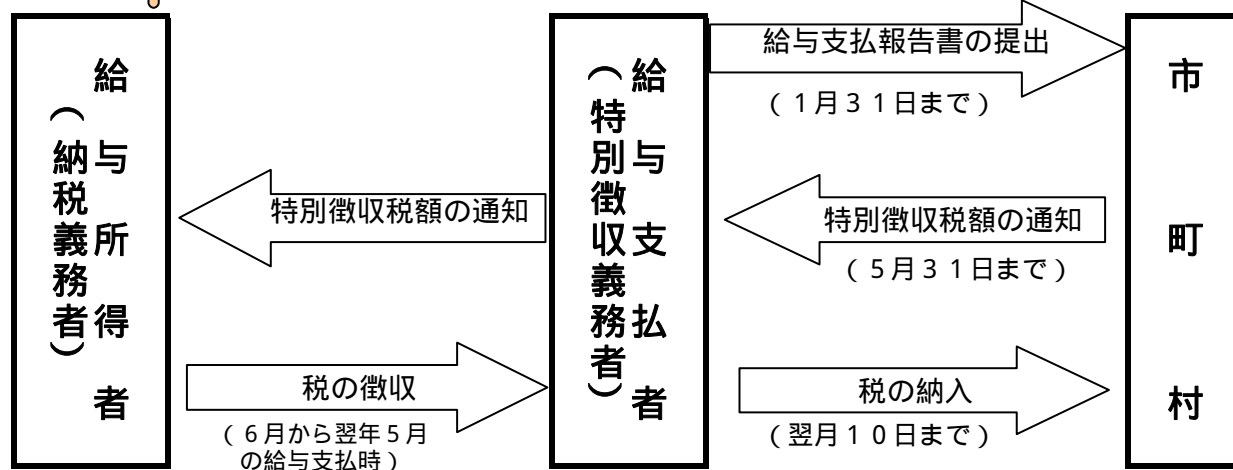 給与所得者
（納税義務者）
給与支払者
（特別徴収義務者）
市町村
給与支払報告書の提出
（１月３１日まで）
特別徴収税額の通知
（５月３１日まで）
特別徴収税額の通知
税の徴収
（６月から翌年５月
の給与支払時）
税の納入
（翌月１０日まで）